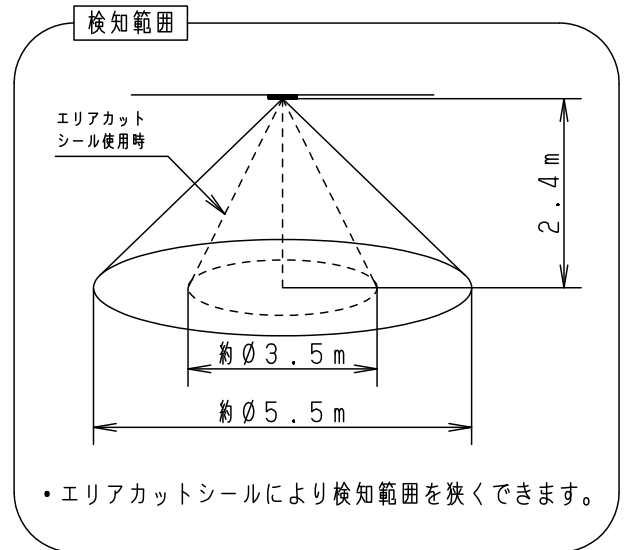 検知範囲
エリアカット
シール使用時
2.4m
約Ø3.5m
約Ø5.5m
・エリアカットシールにより検知範囲を狭くできます。